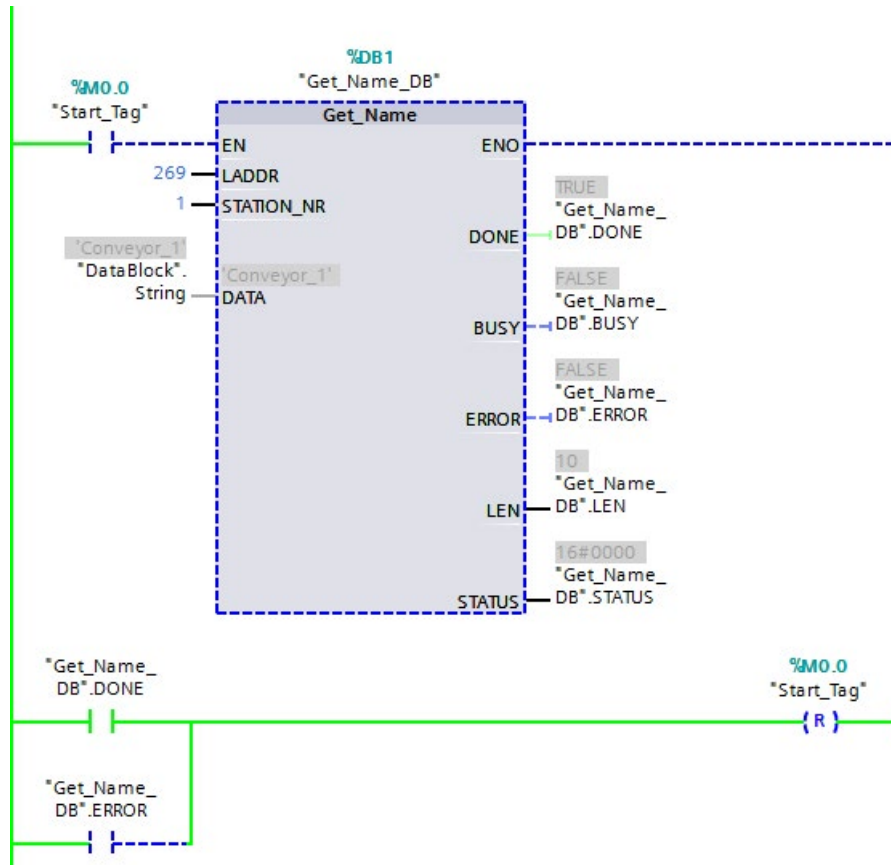 %DB1
"Get_Name_DB"
%M0.0
"Start_Tag"
Get_Name
EN
ENO
269
LADDR
1
STATION_NR
TRUE
"Get_Name_
DB".DONE
DONE
'Conveyor_1'
"DataBlock".
String
'Conveyor_1'
DATA
FALSE
"Get_Name_
DB".BUSY
BUSY
FALSE
"Get_Name_
DB".ERROR
ERROR
10
"Get_Name_
DB".LEN
LEN
16#0000
"Get_Name_
DB".STATUS
STATUS
"Get_Name_
DB".DONE
%M0.0
"Start_Tag"
R
"Get_Name_
DB".ERROR